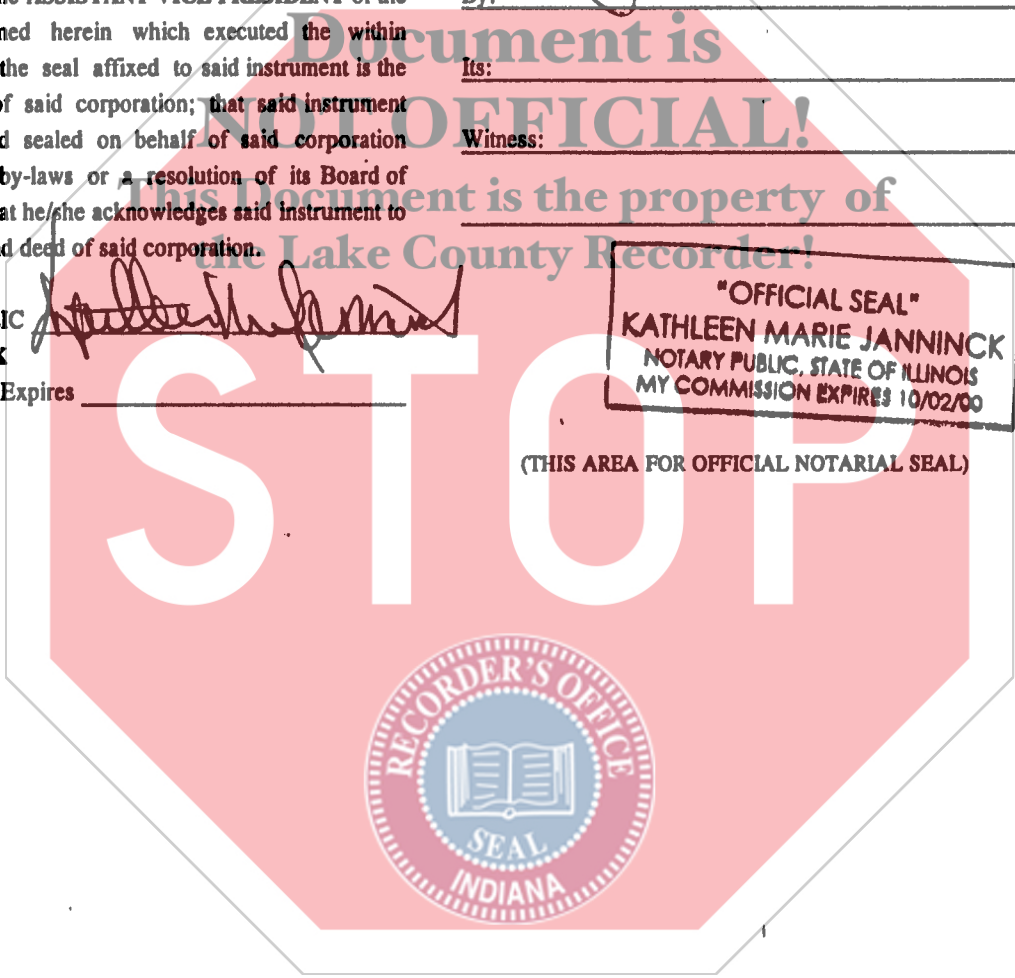 ASSISTANT VICE PRESIDENT of the
herein which executed the within
the seal affixed to said instrument is the
of said corporation; that said instrument
sealed on behalf of said corporation
by-laws or a resolution of its Board of
he/she acknowledges said instrument to
deed of said corporation.
Expires
By:
Its:
Witness:
Document is
NOT OFFICIAL!
This Document is the property of
the Lake County Recorder!
"OFFICIAL SEAL"
KATHLEEN MARIE JANNINCK
NOTARY PUBLIC, STATE OF ILLINOIS
MY COMMISSION EXPIRES 10/02/00
(THIS AREA FOR OFFICIAL NOTARIAL SEAL)
STOP
RECORDER'S OFFICE
SEAL
INDIANA